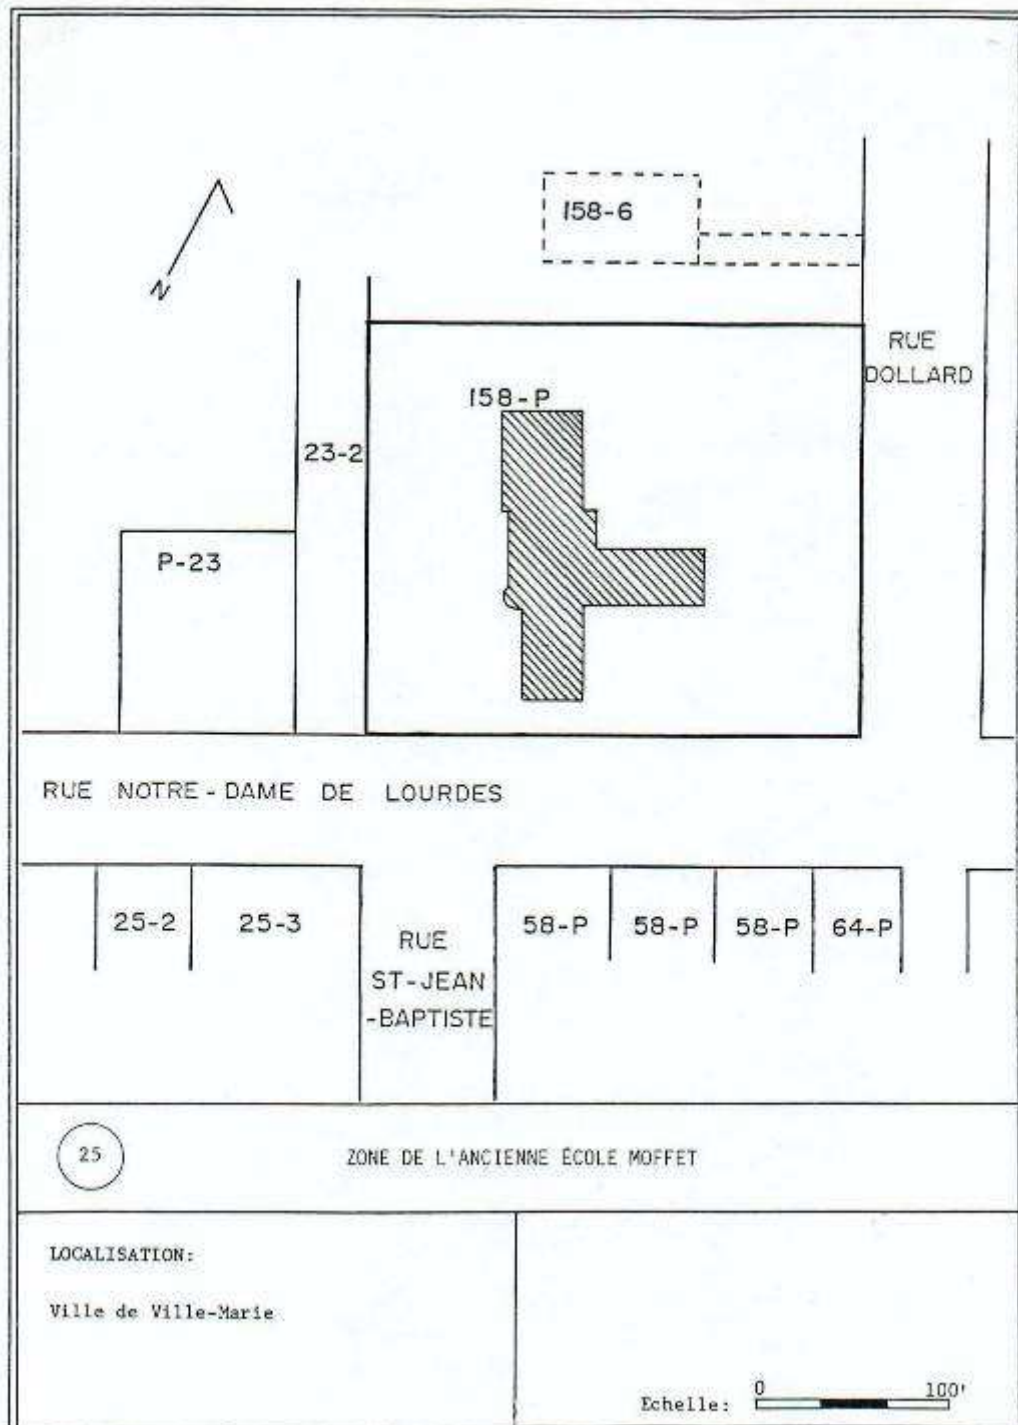 158-6
N
RUE
DOLLARD
158-P
23-2
P-23
RUE NOTRE-DAME DE LOURDES
25-2
25-3
58-P
58-P
58-P
64-P
RUE
ST-JEAN
-BAPTISTE
25
ZONE DE L'ANCIENNE ÉCOLE MOFFET
LOCALISATION:
Ville de Ville-Marie
Echelle:
0
100'